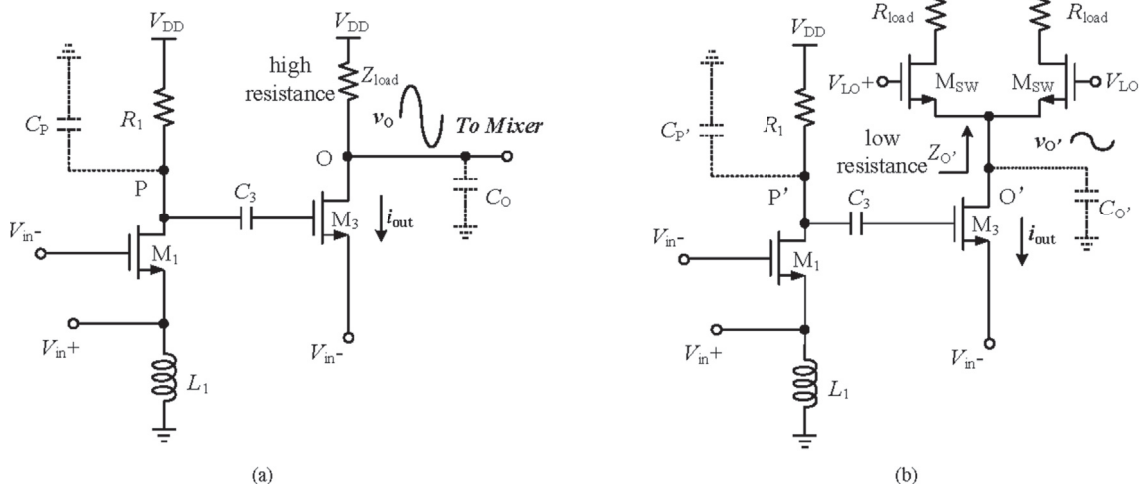 V_DD
V_DD
high
resistance
Z_load
C_P
R_1
v_O
To Mixer
O
P
C_3
C_O
M_3
i_out
V_in-
M_1
V_in+
V_in-
L_1
(a)
R_load
R_load
V_DD
V_LO+
M_SW
M_SW
V_LO
C_P'
R_1
low
resistance
Z_O'
v_O'
P'
O'
C_3
C_O'
M_3
i_out
V_in-
M_1
V_in+
V_in-
L_1
(b)